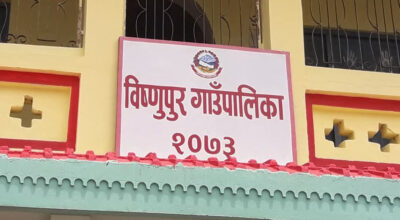 विष्णुपुर गाउँपालिका
२०७३